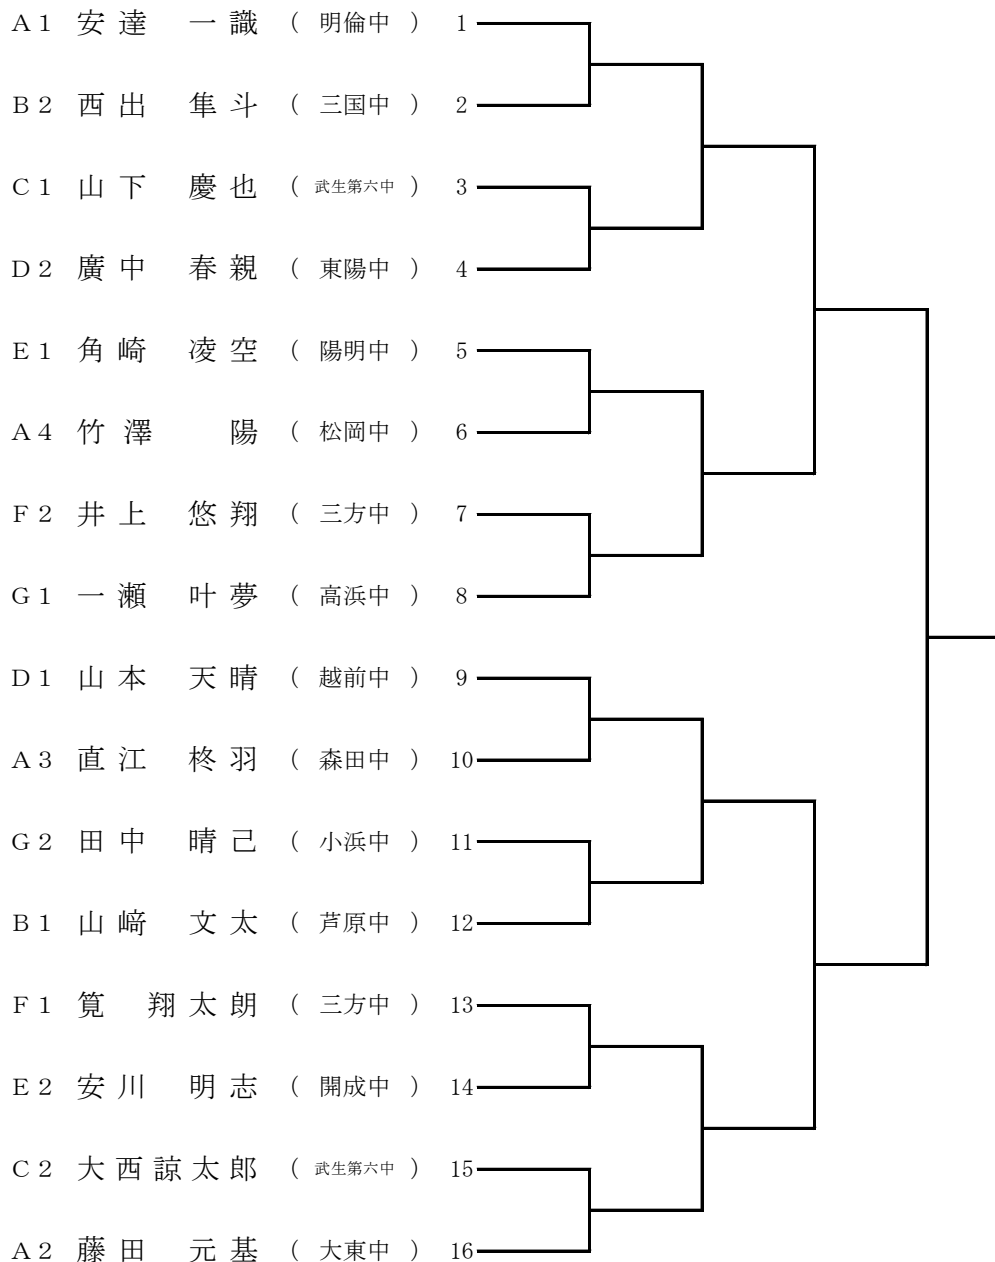 A1 安達 一識 ( 明倫中 ) 1
B2 西出 隼斗 ( 三国中 ) 2
C1 山下 慶也 ( 武生第六中 ) 3
D2 廣中 春親 ( 東陽中 ) 4
E1 角崎 凌空 ( 陽明中 ) 5
A4 竹澤 陽 ( 松岡中 ) 6
F2 井上 悠翔 ( 三方中 ) 7
G1 一瀬 叶夢 ( 高浜中 ) 8
D1 山本 天晴 ( 越前中 ) 9
A3 直江 柊羽 ( 森田中 ) 10
G2 田中 晴己 ( 小浜中 ) 11
B1 山﨑 文太 ( 芦原中 ) 12
F1 筧 翔太朗 ( 三方中 ) 13
E2 安川 明志 ( 開成中 ) 14
C2 大西諒太郎 ( 武生第六中 ) 15
A2 藤田 元基 ( 大東中 ) 16